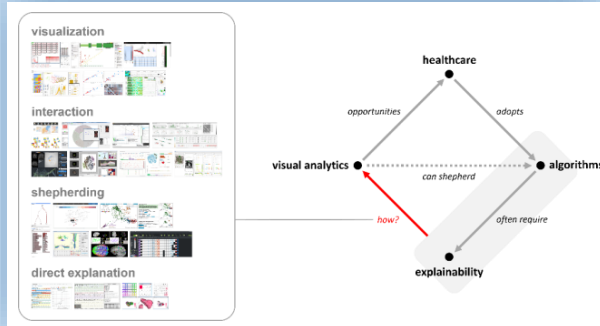 visualization
interaction
shepherding
direct explanation
healthcare
opportunities
adopts
visual analytics
algorithms
can shepherd
how?
often require
explainability